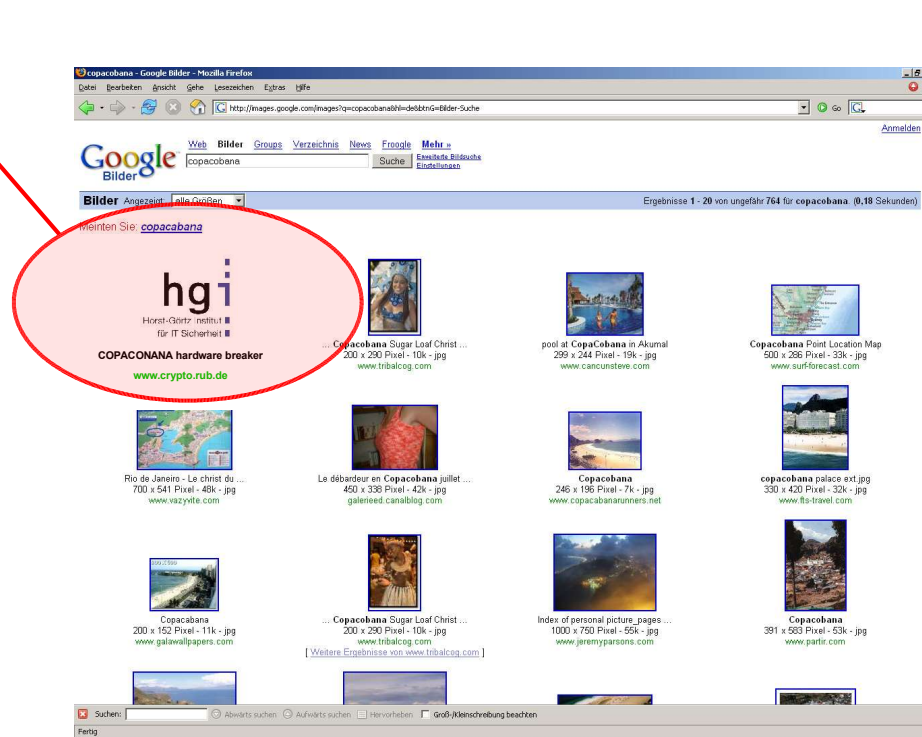 copacobana - Google Bilder - Mozilla Firefox
Datei Bearbeiten Ansicht Gehe Lesezeichen Extras Hilfe
http://images.google.com/images?q=copacobana&hl=de&btnG=Bilder-Suche
Go
Anmelden
Web Bilder Groups Verzeichnis News Froogle Mehr »
Google
Bilder
copacobana
Suche
Erweiterte Bildsuche
Einstellungen
Bilder Angezeigt: alle Größen
Ergebnisse 1 - 20 von ungefähr 764 für copacobana. (0,18 Sekunden)
Meinten Sie: copacabana
hgi
Horst-Görtz Institut
für IT Sicherheit
COPACONANA hardware breaker
www.crypto.rub.de
... Copacobana Sugar Loaf Christ ...
200 x 290 Pixel - 10k - jpg
www.tribalcog.com
pool at CopaCobana in Akumal
299 x 244 Pixel - 19k - jpg
www.cancunsteve.com
Copacobana Point Location Map
500 x 286 Pixel - 33k - jpg
www.surf-forecast.com
Rio de Janeiro - Le christ du ...
700 x 541 Pixel - 48k - jpg
www.vazyvite.com
Le débardeur en Copacobana juillet ...
450 x 338 Pixel - 42k - jpg
galerieed.canalblog.com
Copacobana
246 x 196 Pixel - 7k - jpg
www.copacabanarunners.net
copacobana palace ext.jpg
330 x 420 Pixel - 32k - jpg
www.fts-travel.com
Copacabana
200 x 152 Pixel - 11k - jpg
www.galawallpapers.com
... Copacobana Sugar Loaf Christ ...
200 x 290 Pixel - 10k - jpg
www.tribalcog.com
[ Weitere Ergebnisse von www.tribalcog.com ]
Index of personal picture_pages ...
1000 x 750 Pixel - 55k - jpg
www.jeremyparsons.com
Copacobana
391 x 583 Pixel - 53k - jpg
www.partir.com
Suchen: Abwärts suchen Aufwärts suchen Hervorheben Groß-/Kleinschreibung beachten
Fertig